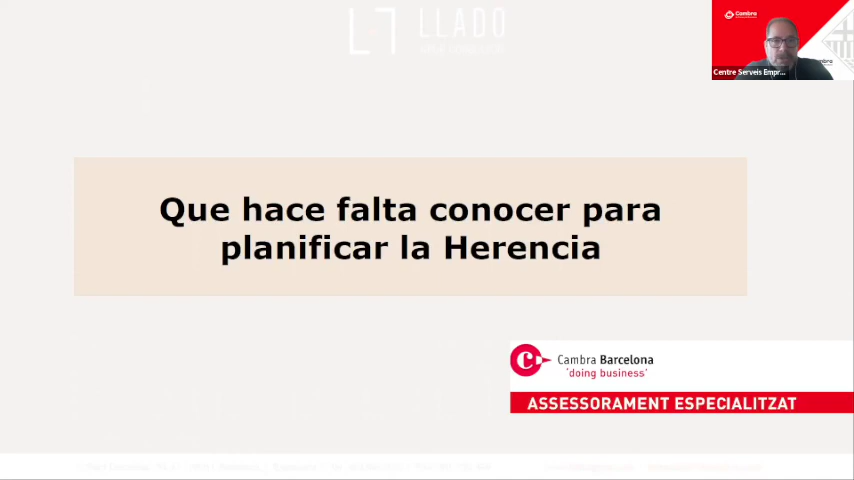 LLADO
Cambra
Centre Serveis Empr...
Que hace falta conocer para
planificar la Herencia
Cambra Barcelona
'doing business'
ASSESSORAMENT ESPECIALITZAT